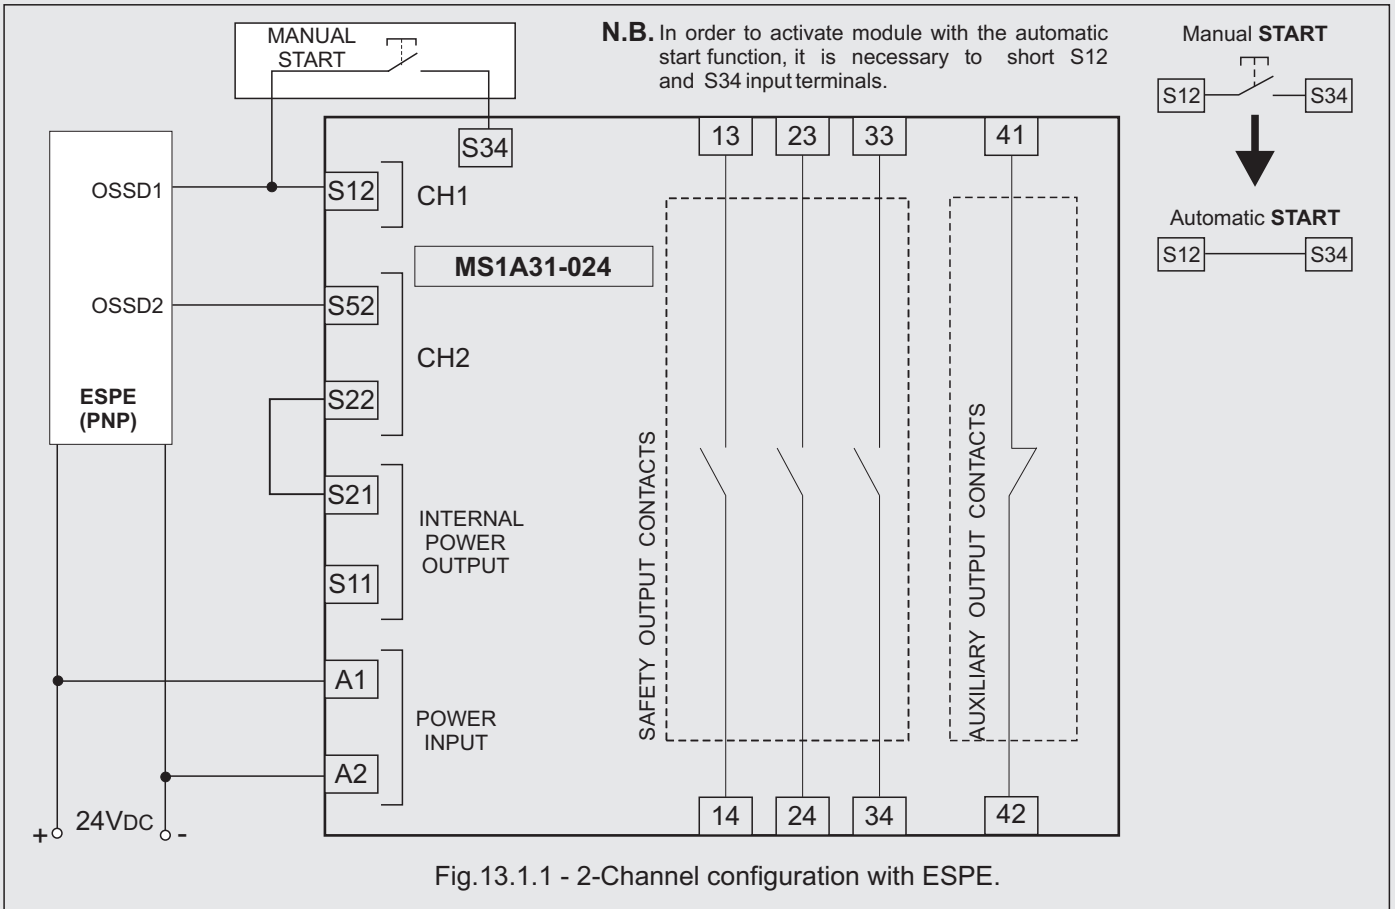 MANUAL
START
N.B. In order to activate module with the automatic
start function, it is necessary to short S12
and S34 input terminals.
Manual START
S12
S34
Automatic START
S12
S34
S34
13
23
33
41
OSSD1
S12
CH1
MS1A31-024
OSSD2
S52
CH2
ESPE
(PNP)
S22
S21
INTERNAL
POWER
OUTPUT
S11
SAFETY OUTPUT CONTACTS
AUXILIARY OUTPUT CONTACTS
A1
POWER
INPUT
A2
+ 24VDC -
14
24
34
42
Fig.13.1.1 - 2-Channel configuration with ESPE.